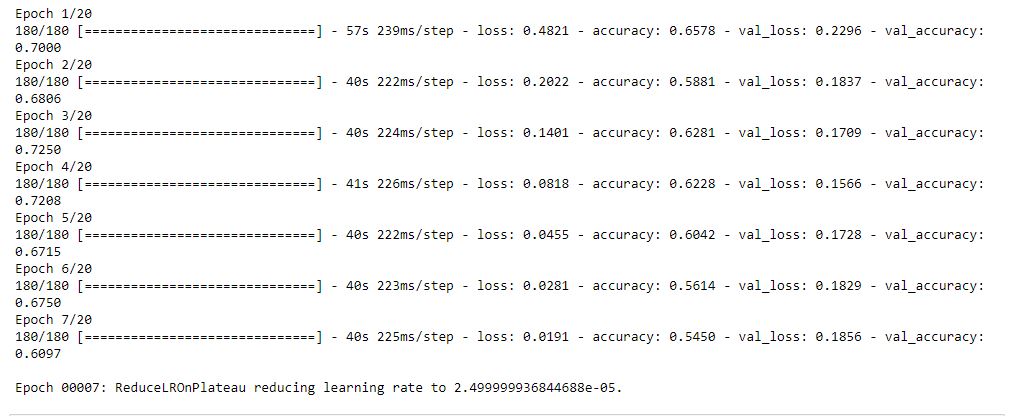 Epoch 1/20
180/180 [==============================] - 57s 239ms/step - loss: 0.4821 - accuracy: 0.6578 - val_loss: 0.2296 - val_accuracy:
0.7000
Epoch 2/20
180/180 [==============================] - 40s 222ms/step - loss: 0.2022 - accuracy: 0.5881 - val_loss: 0.1837 - val_accuracy:
0.6806
Epoch 3/20
180/180 [==============================] - 40s 224ms/step - loss: 0.1401 - accuracy: 0.6281 - val_loss: 0.1709 - val_accuracy:
0.7250
Epoch 4/20
180/180 [==============================] - 41s 226ms/step - loss: 0.0818 - accuracy: 0.6228 - val_loss: 0.1566 - val_accuracy:
0.7208
Epoch 5/20
180/180 [==============================] - 40s 222ms/step - loss: 0.0455 - accuracy: 0.6042 - val_loss: 0.1728 - val_accuracy:
0.6715
Epoch 6/20
180/180 [==============================] - 40s 223ms/step - loss: 0.0281 - accuracy: 0.5614 - val_loss: 0.1829 - val_accuracy:
0.6750
Epoch 7/20
180/180 [==============================] - 40s 225ms/step - loss: 0.0191 - accuracy: 0.5450 - val_loss: 0.1856 - val_accuracy:
0.6097
Epoch 00007: ReduceLROnPlateau reducing learning rate to 2.499999936844688e-05.